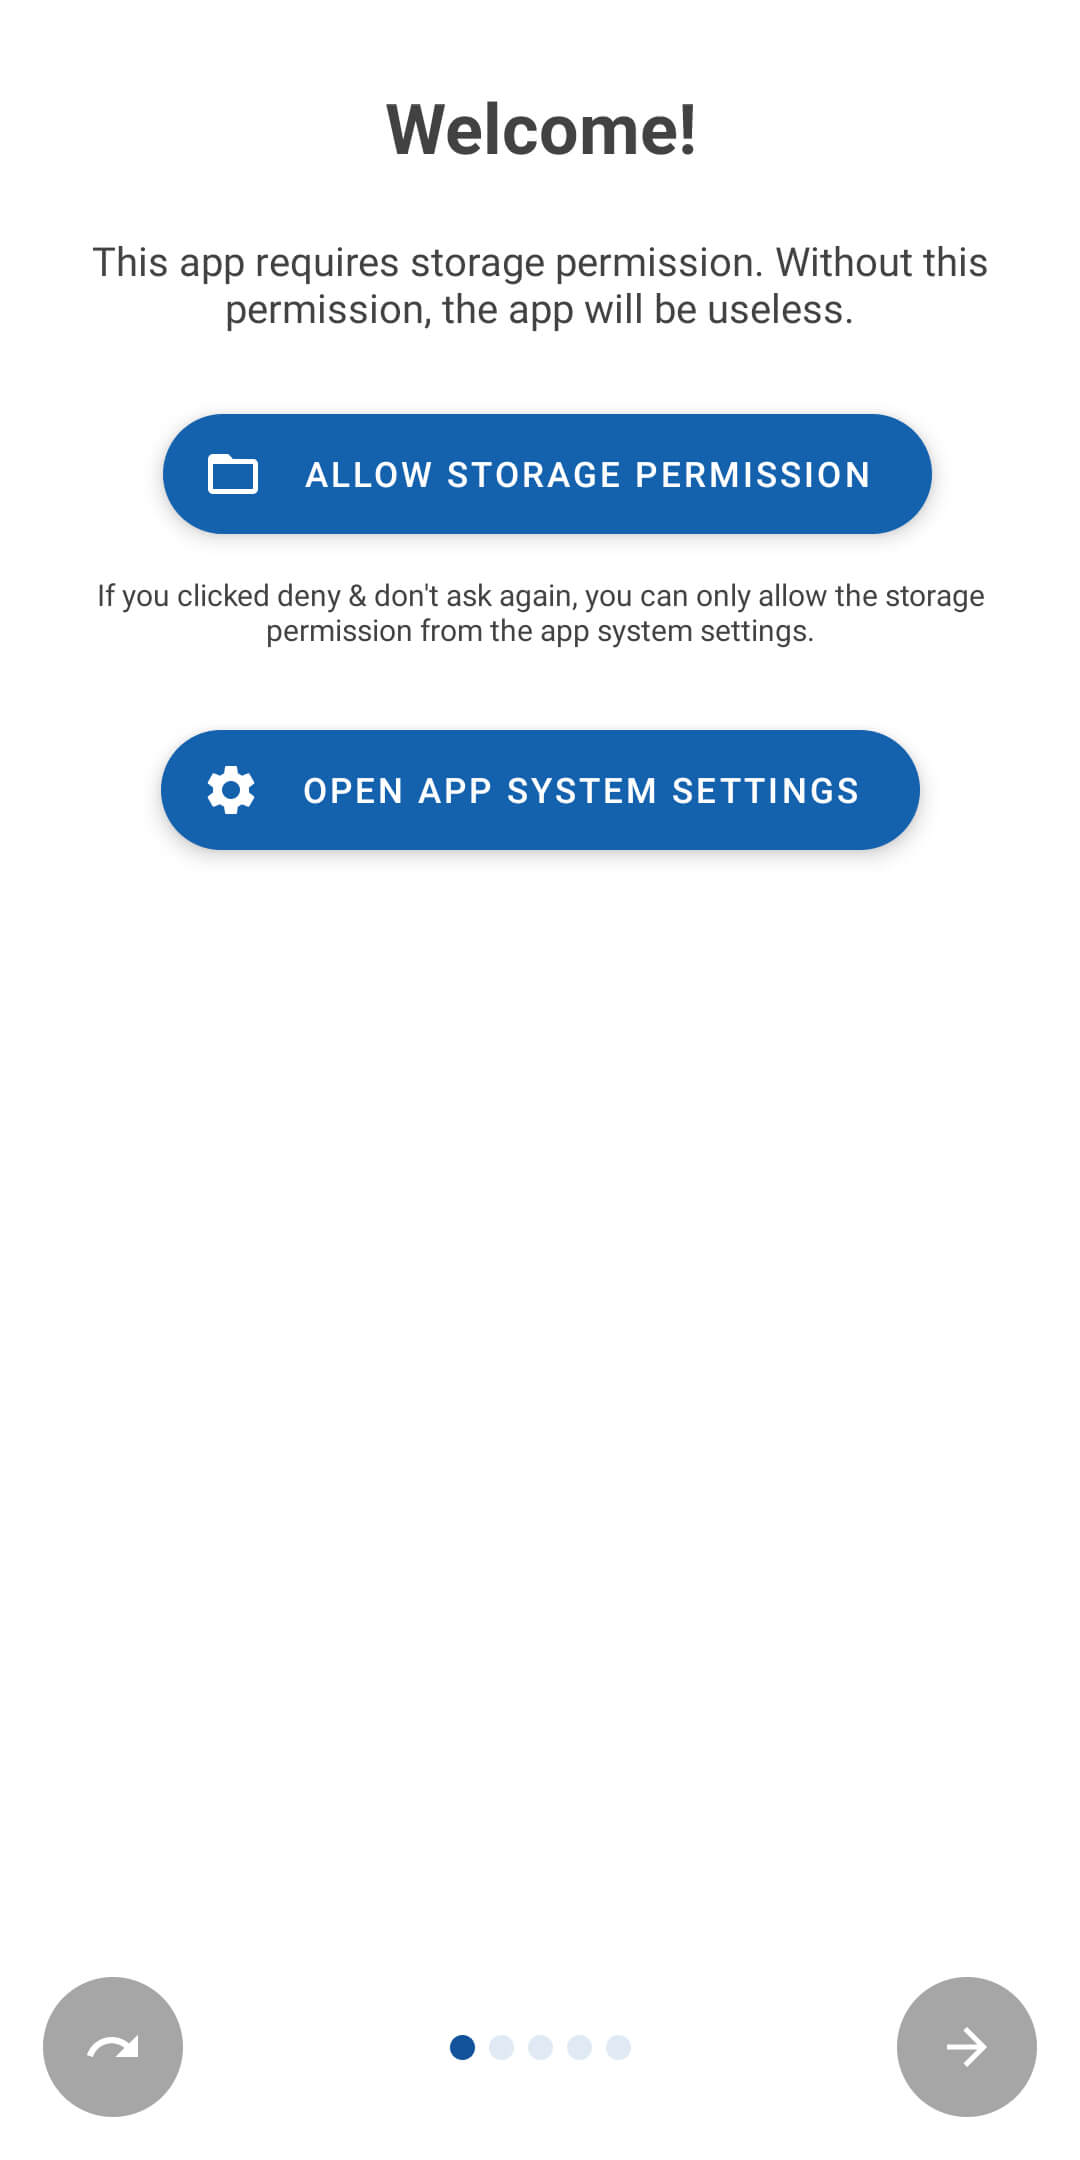 Welcome!
This app requires storage permission. Without this
permission, the app will be useless.
ALLOW STORAGE PERMISSION
If you clicked deny & don't ask again, you can only allow the storage
permission from the app system settings.
OPEN APP SYSTEM SETTINGS